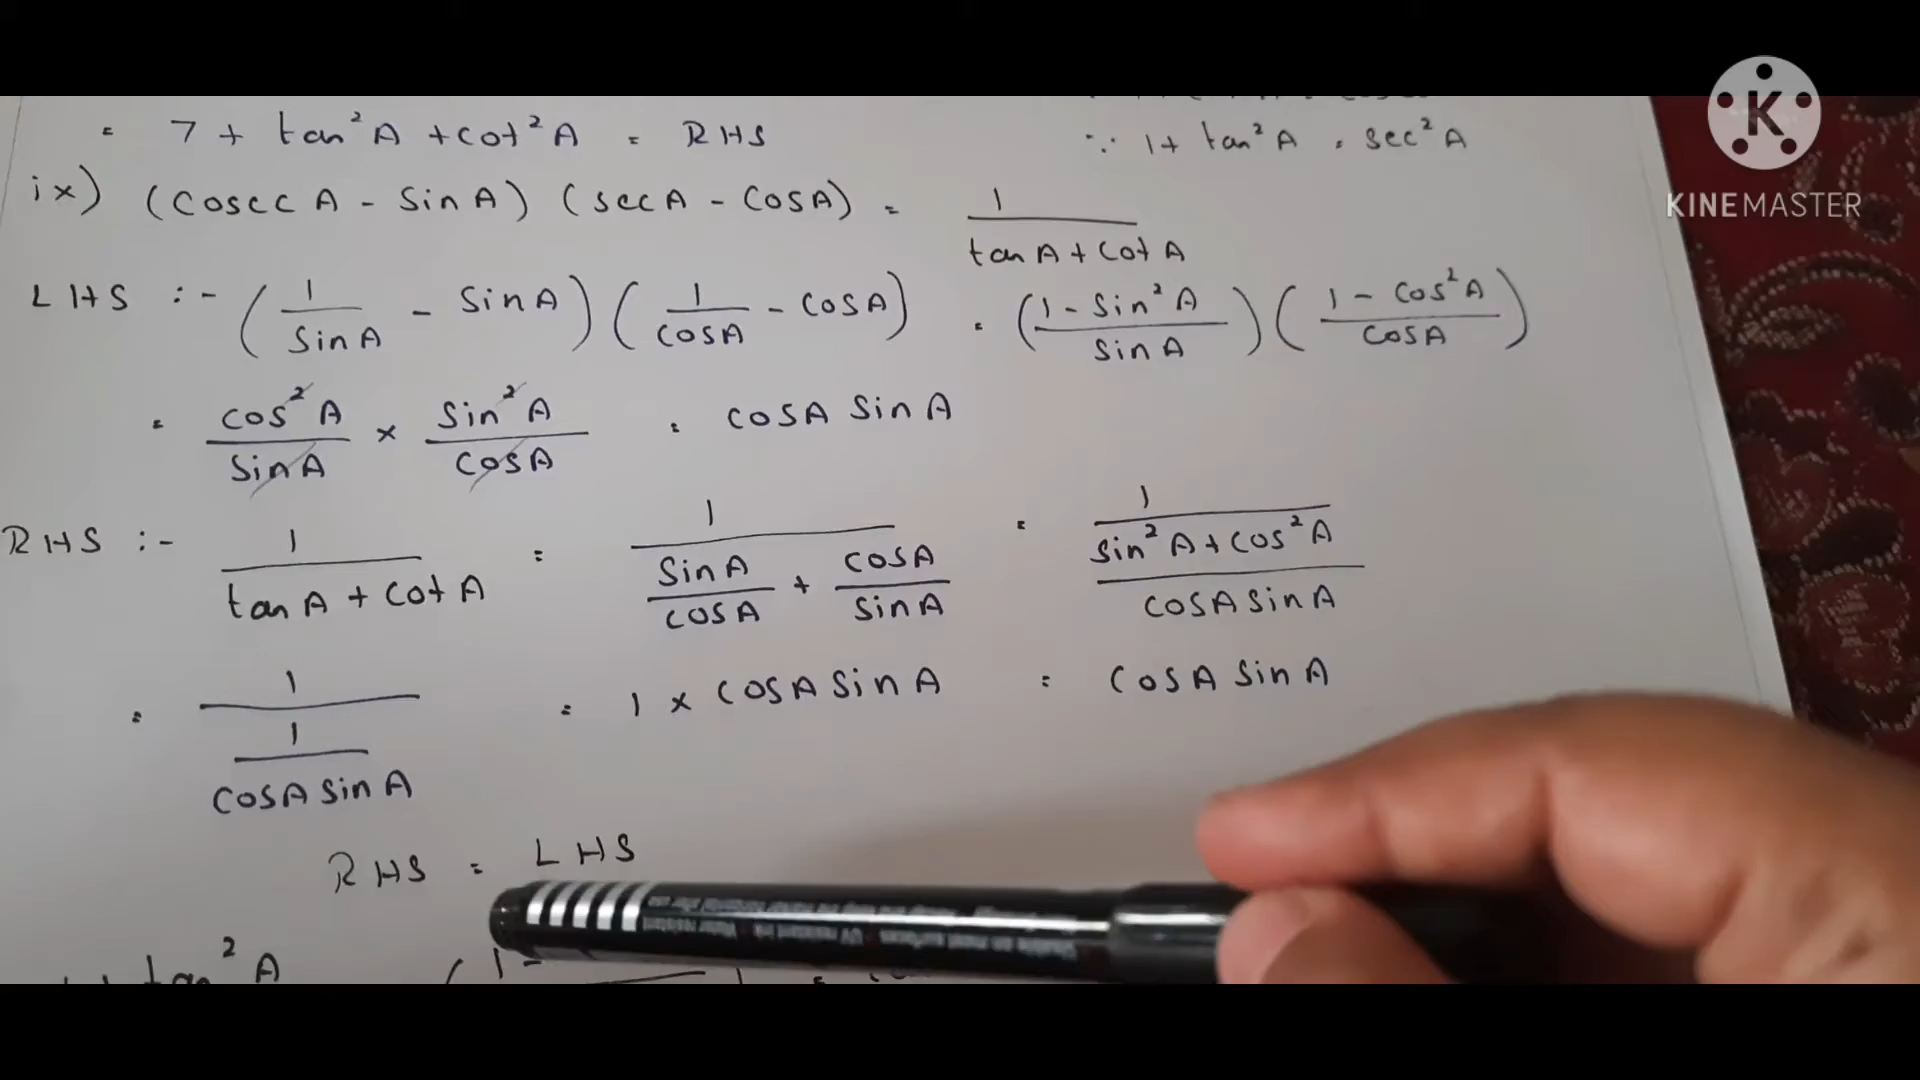 = 7 + tan²A + cot²A = RHS
∵ 1 + tan²A = sec²A
K
KINEMASTER
ix) (cosec A - sin A) (sec A - cos A) = 1 / (tan A + cot A)
LHS :- (1/sin A - sin A) (1/cos A - cos A) = ((1 - sin²A)/sin A) ((1 - cos²A)/cos A)
= cos²A/sin A × sin²A/cos A = cos A sin A
RHS :- 1/(tan A + cot A) = 1/(sin A/cos A + cos A/sin A) = 1/((sin²A + cos²A)/(cos A sin A))
= 1/(1/(cos A sin A)) = 1 × cos A sin A = cos A sin A
RHS = LHS
tan²A